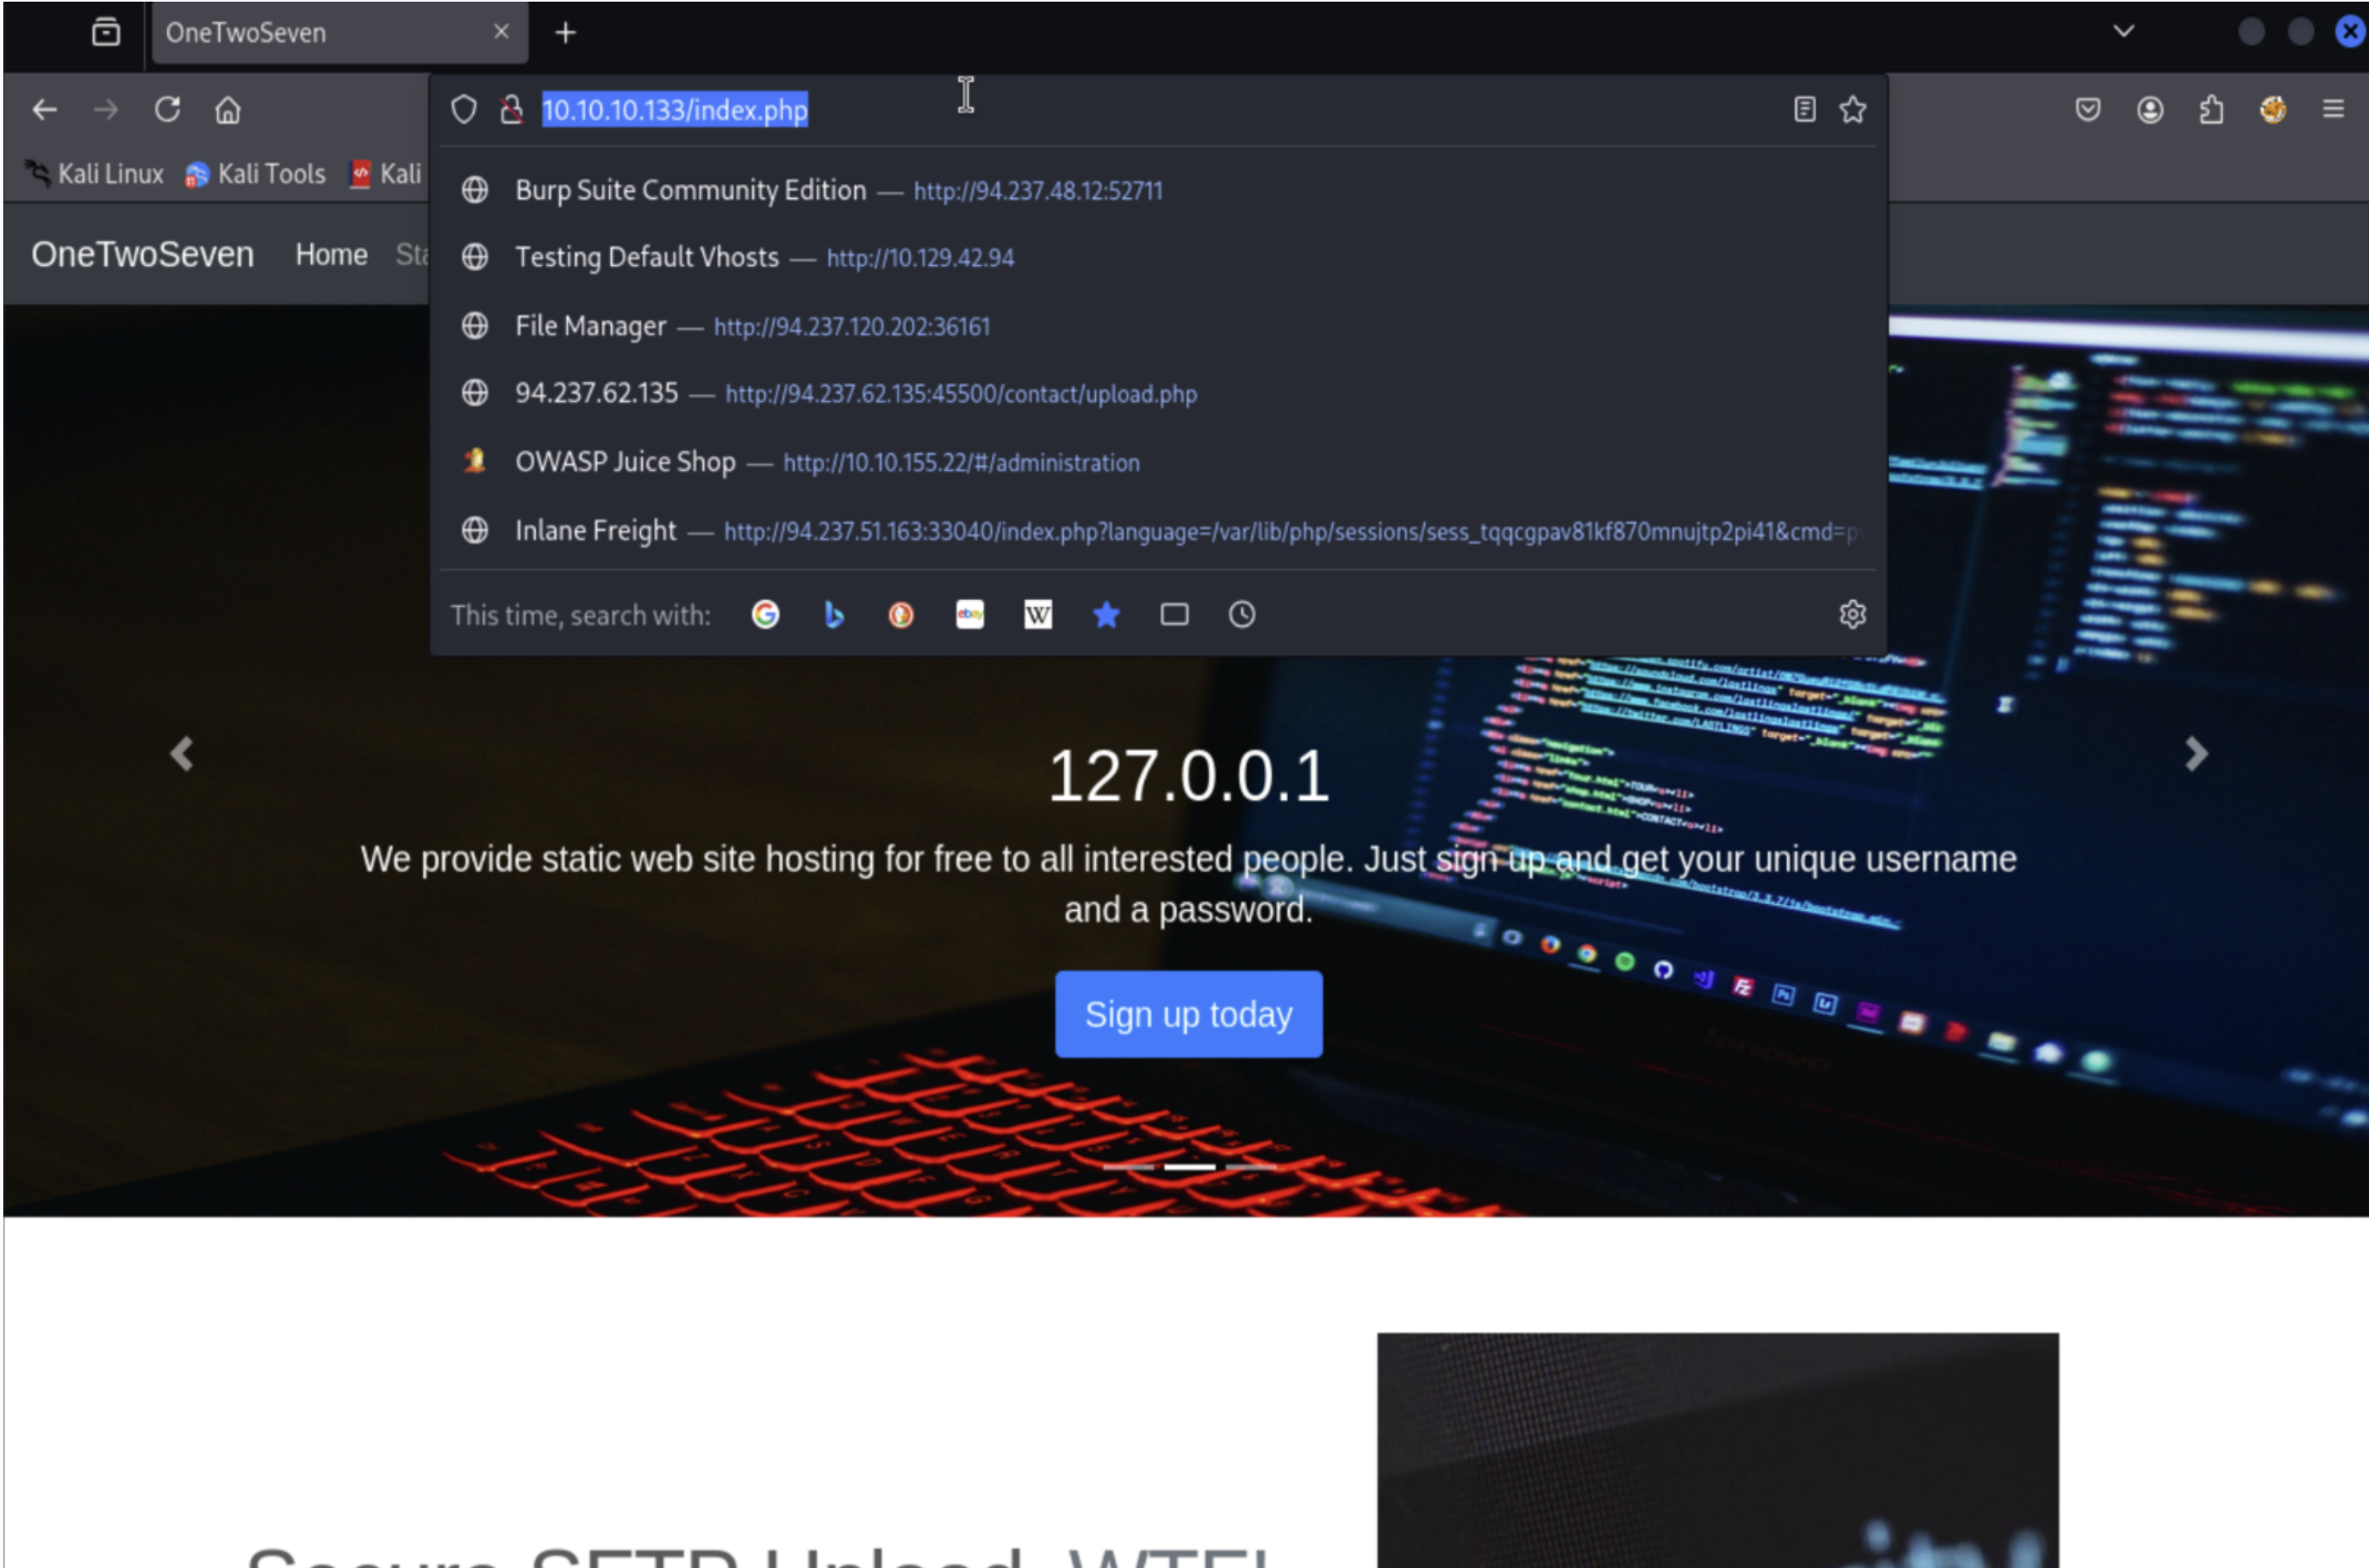 OneTwoSeven
10.10.10.133/index.php
Kali Linux Kali Tools Kali
Burp Suite Community Edition — http://94.237.48.12:52711
Testing Default Vhosts — http://10.129.42.94
File Manager — http://94.237.120.202:36161
94.237.62.135 — http://94.237.62.135:45500/contact/upload.php
OWASP Juice Shop — http://10.10.155.22/#/administration
Inlane Freight — http://94.237.51.163:33040/index.php?language=/var/lib/php/sessions/sess_tqqcgpav81kf870mnujtp2pi41&cmd=p
This time, search with:
OneTwoSeven Home Sta
127.0.0.1
We provide static web site hosting for free to all interested people. Just sign up and get your unique username
and a password.
Sign up today
Secure SFTP Upload. WTF!